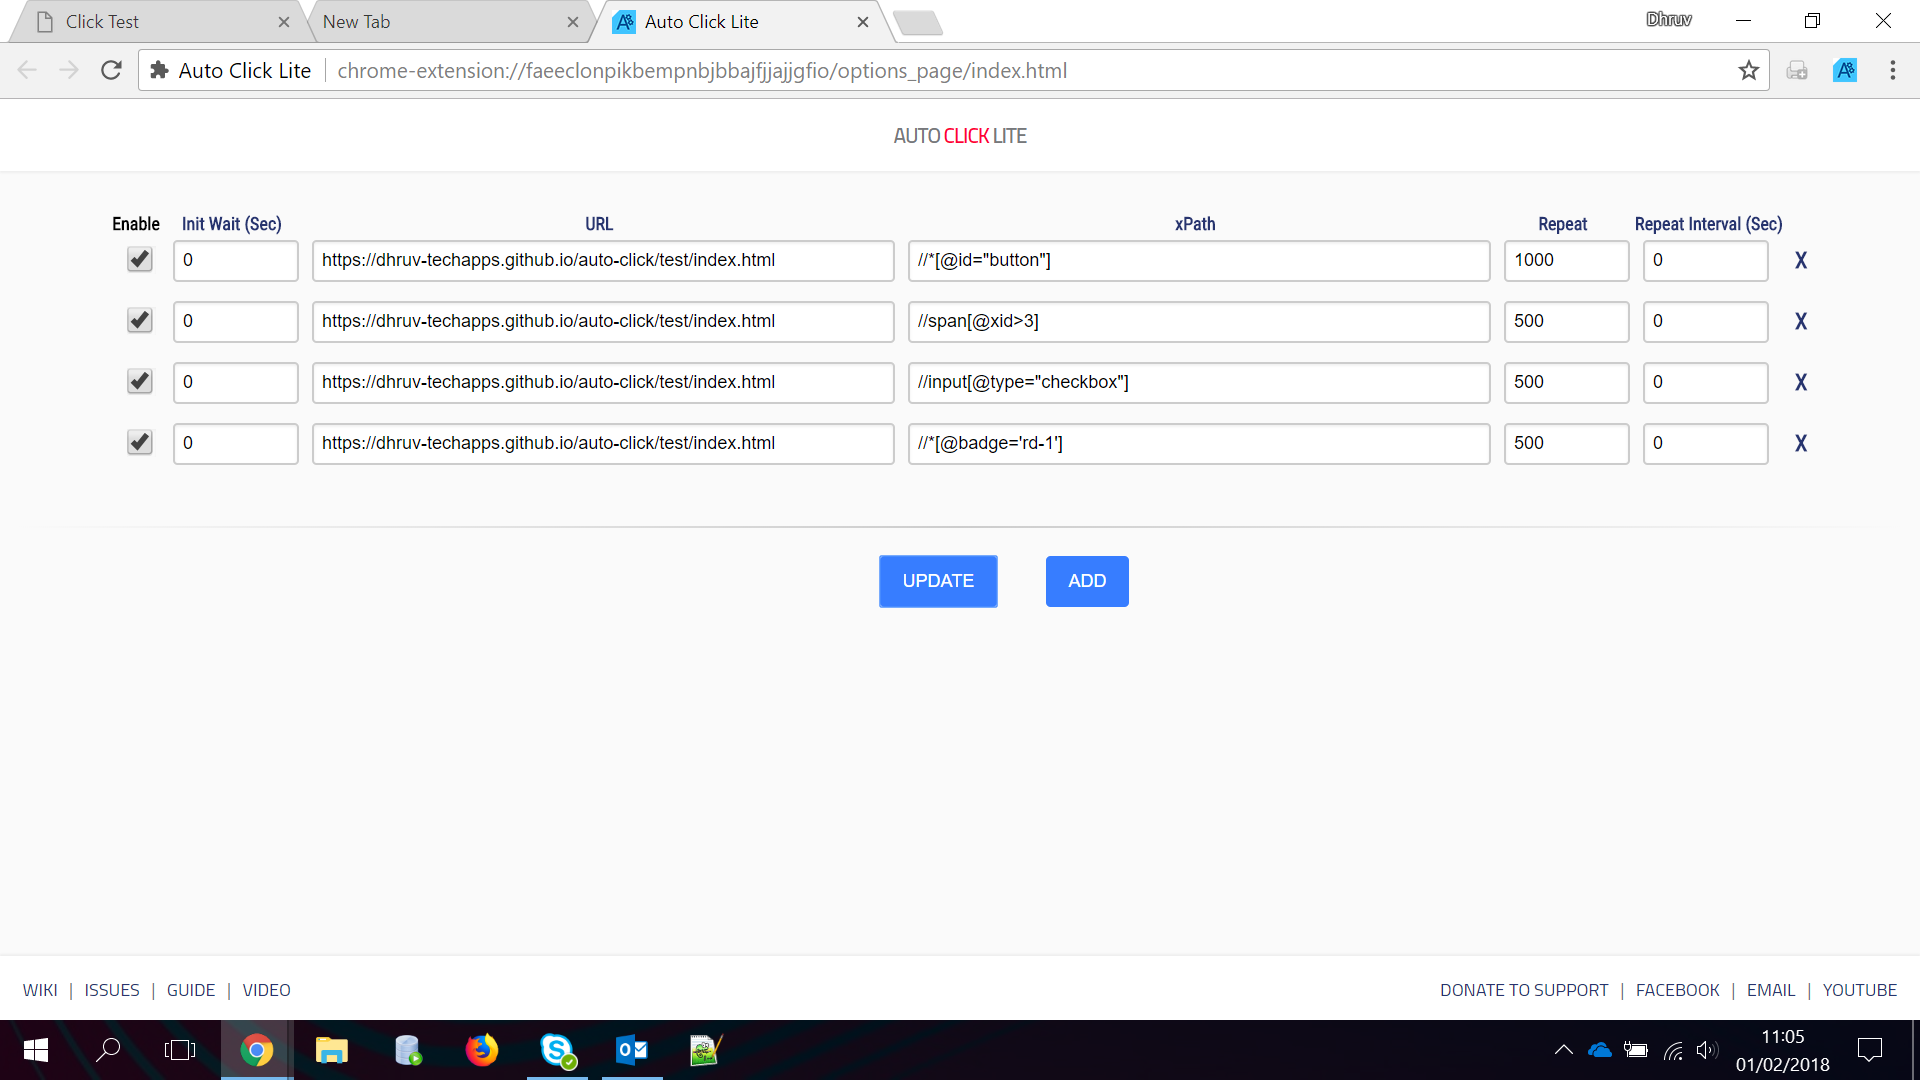 Click Test
New Tab
Auto Click Lite
Dhruv
Auto Click Lite
chrome-extension://faeeclonpikbempnbjbbajfjjajjgfio/options_page/index.html
AUTO CLICK LITE
Enable Init Wait (Sec) URL xPath Repeat Repeat Interval (Sec)
0 https://dhruv-techapps.github.io/auto-click/test/index.html //*[@id="button"] 1000 0 X
0 https://dhruv-techapps.github.io/auto-click/test/index.html //span[@xid>3] 500 0 X
0 https://dhruv-techapps.github.io/auto-click/test/index.html //input[@type="checkbox"] 500 0 X
0 https://dhruv-techapps.github.io/auto-click/test/index.html //*[@badge='rd-1'] 500 0 X
UPDATE ADD
WIKI | ISSUES | GUIDE | VIDEO
DONATE TO SUPPORT | FACEBOOK | EMAIL | YOUTUBE
11:05
01/02/2018